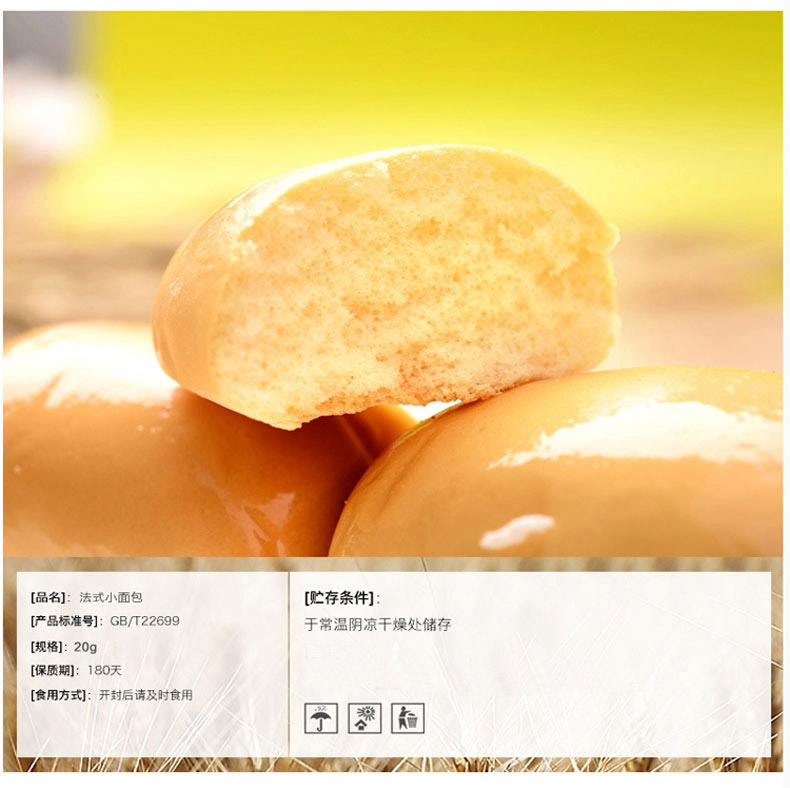 [品名]：法式小面包
[产品标准号]：GB/T22699
[规格]：20g
[保质期]：180天
[食用方式]：开封后请及时食用
[贮存条件]：
于常温阴凉干燥处储存